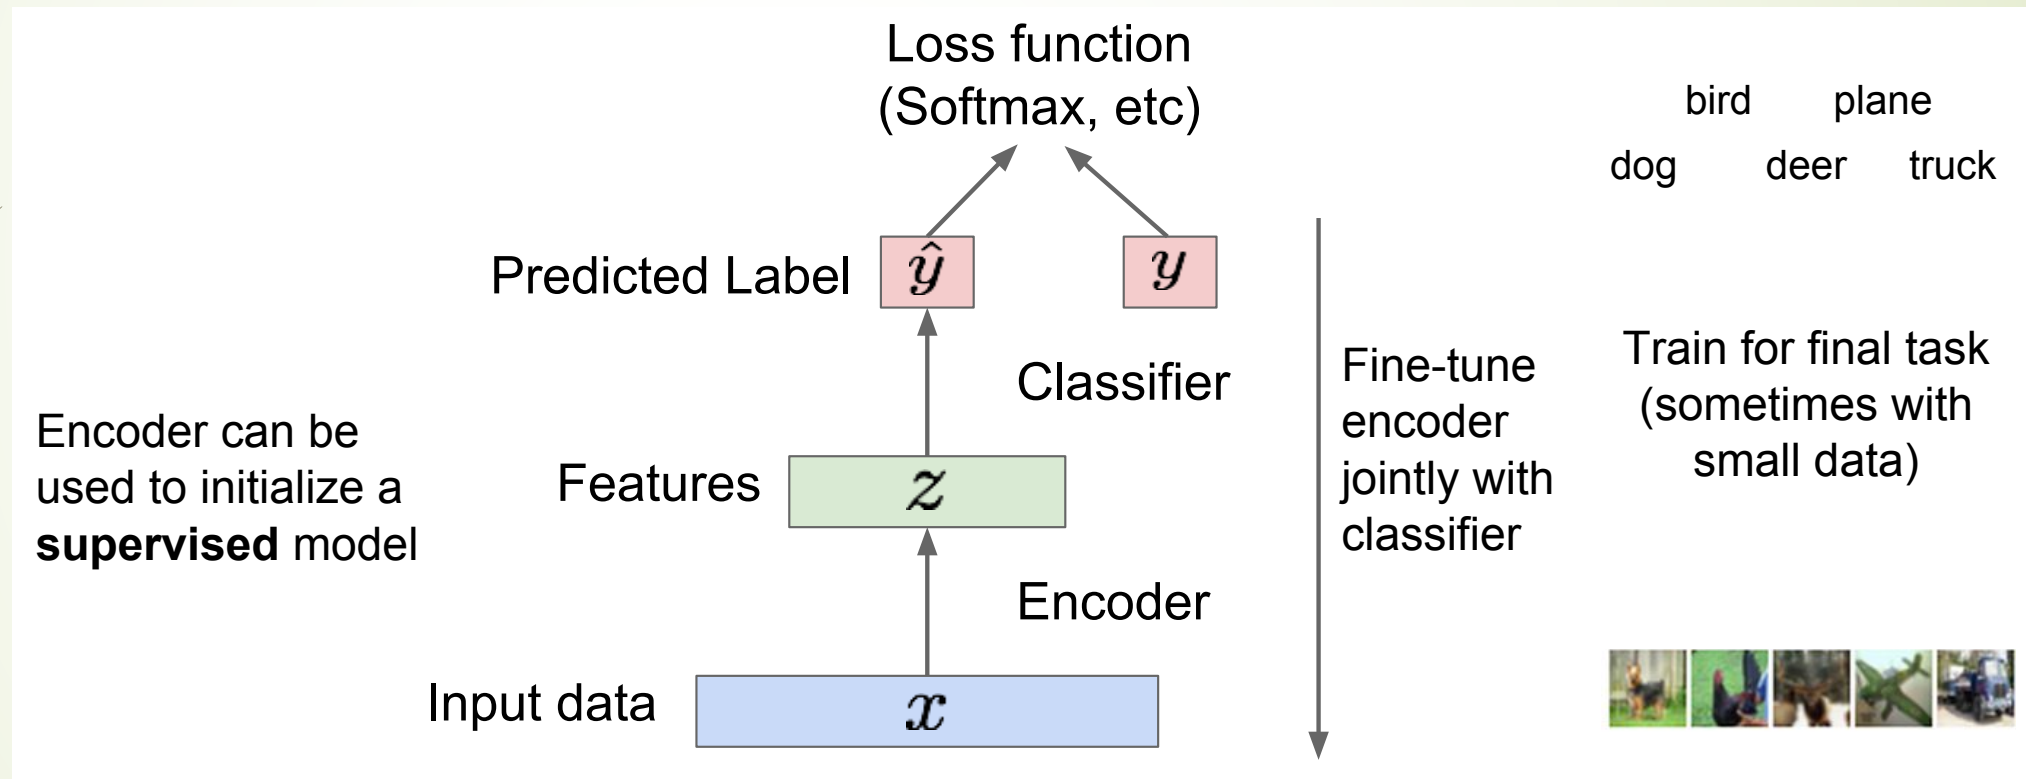 Loss function
(Softmax, etc)
bird plane
dog deer truck
Predicted Label
ŷ
y
Classifier
Fine-tune
encoder
jointly with
classifier
Train for final task
(sometimes with
small data)
Encoder can be
used to initialize a
supervised model
Features
z
Encoder
Input data
x